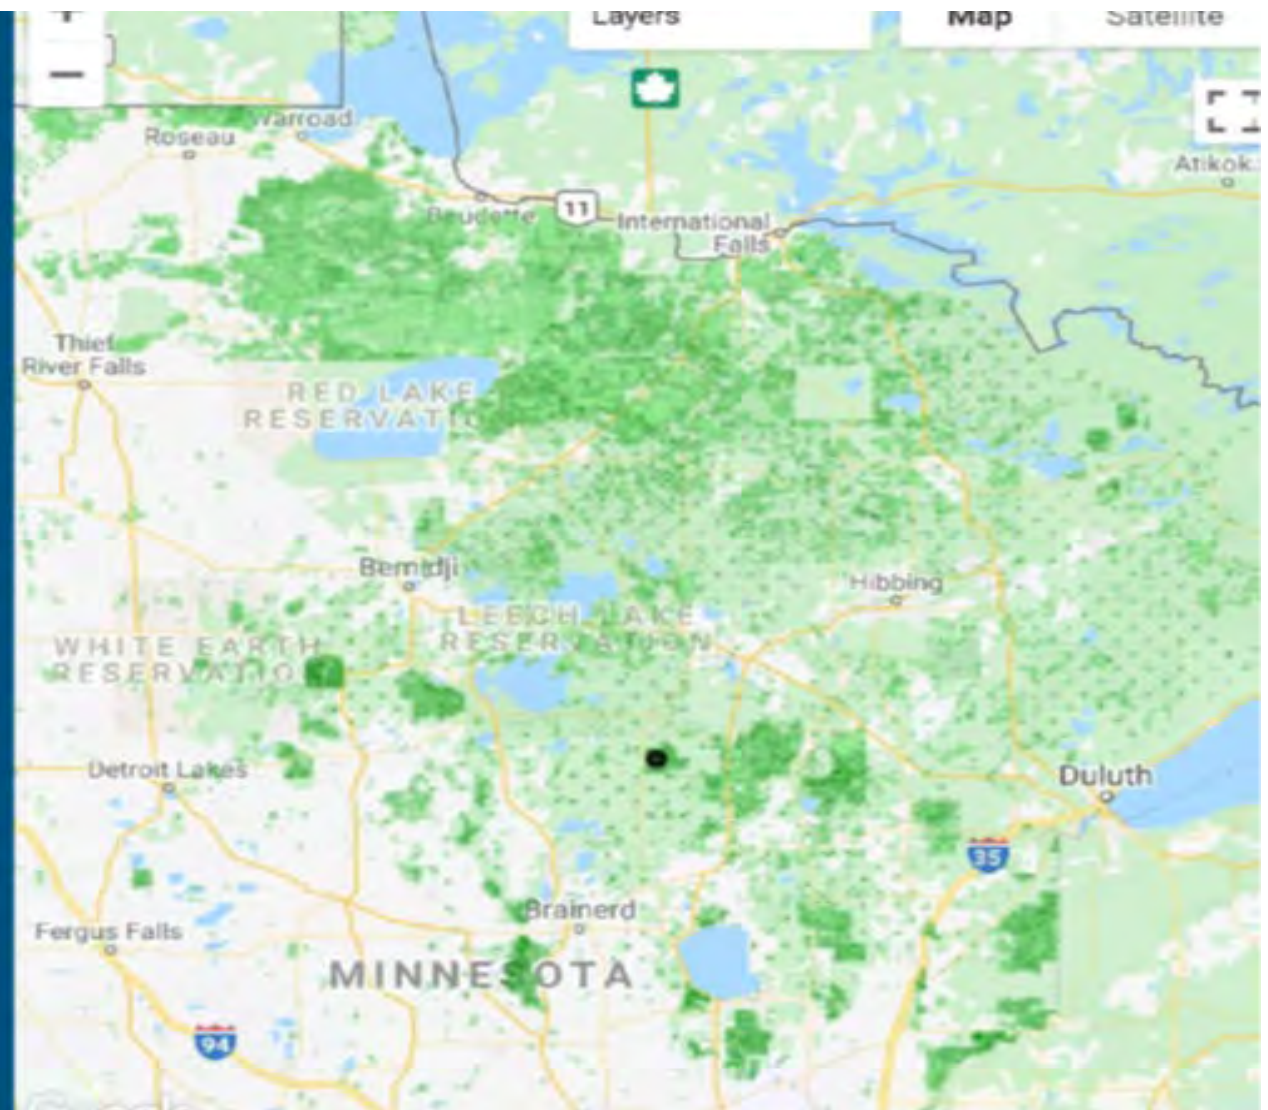 Layers
Map
Satellite
Warroad
Roseau
Atikok
Baudette
11
International
Falls
Thief
River Falls
RED LAKE
RESERVATIO
Bemidji
Hibbing
LEECH LAKE
RESERVATION
WHITE EARTH
RESERVATIO
Detroit Lakes
Duluth
35
Brainerd
Fergus Falls
MINNESOTA
94